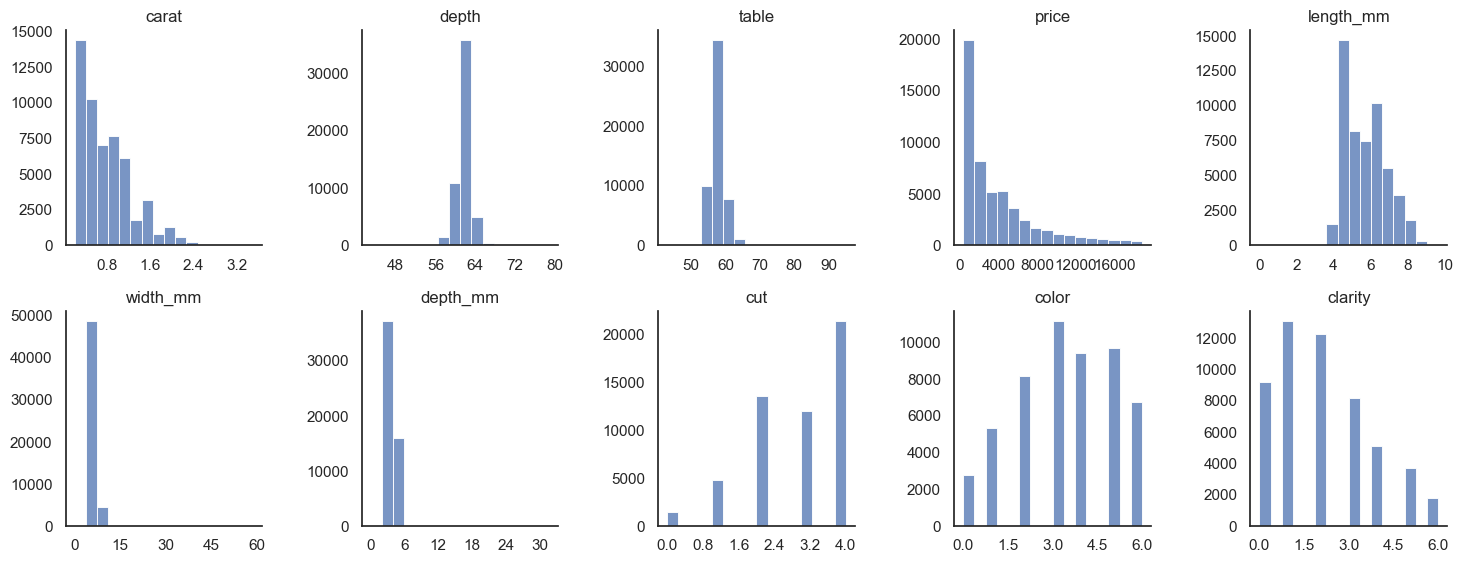 carat
15000
12500
10000
7500
5000
2500
0
0.8 1.6 2.4 3.2
depth
30000
20000
10000
0
48 56 64 72 80
table
30000
20000
10000
0
50 60 70 80 90
price
20000
15000
10000
5000
0
0 4000 8000 12000 16000
length_mm
15000
12500
10000
7500
5000
2500
0
0 2 4 6 8 10
width_mm
50000
40000
30000
20000
10000
0
0 15 30 45 60
depth_mm
30000
20000
10000
0
0 6 12 18 24 30
cut
20000
15000
10000
5000
0
0.0 0.8 1.6 2.4 3.2 4.0
color
10000
8000
6000
4000
2000
0
0.0 1.5 3.0 4.5 6.0
clarity
12000
10000
8000
6000
4000
2000
0
0.0 1.5 3.0 4.5 6.0